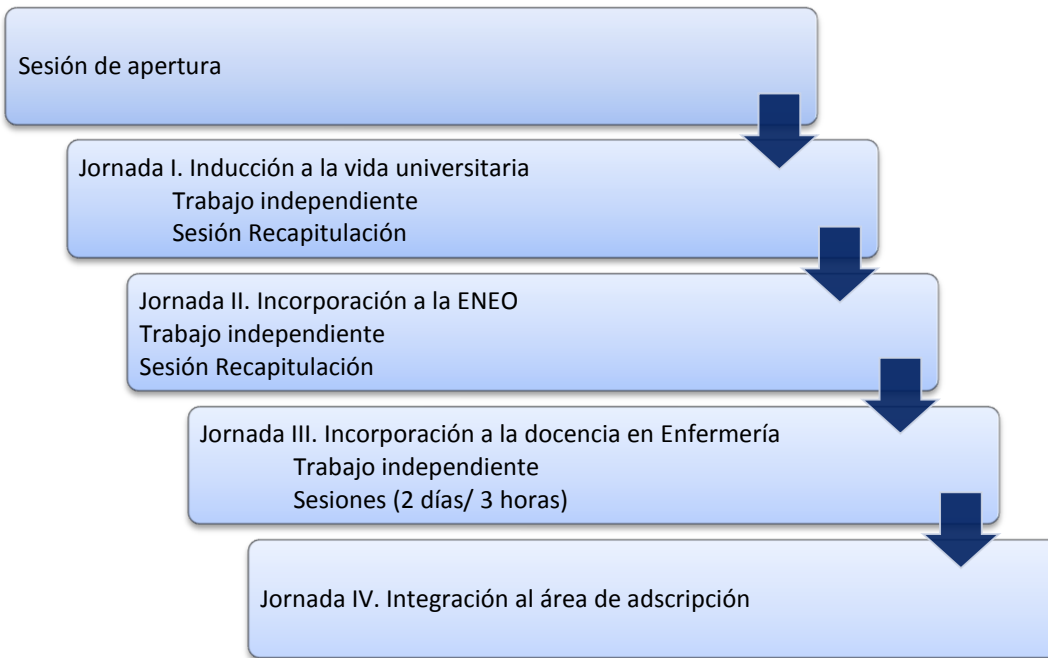 Sesión de apertura
Jornada I. Inducción a la vida universitaria
Trabajo independiente
Sesión Recapitulación
Jornada II. Incorporación a la ENEO
Trabajo independiente
Sesión Recapitulación
Jornada III. Incorporación a la docencia en Enfermería
Trabajo independiente
Sesiones (2 días/ 3 horas)
Jornada IV. Integración al área de adscripción